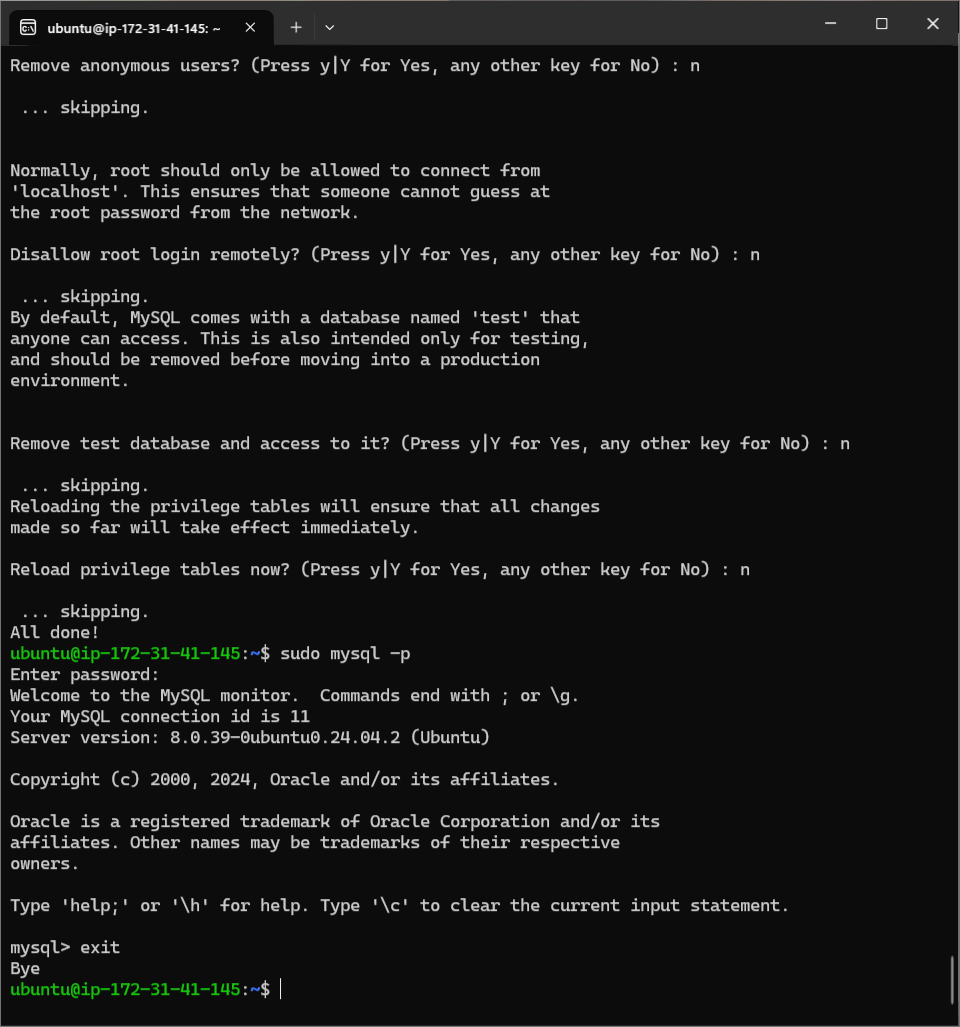 ubuntu@ip-172-31-41-145: ~
Remove anonymous users? (Press y|Y for Yes, any other key for No) : n
... skipping.
Normally, root should only be allowed to connect from
'localhost'. This ensures that someone cannot guess at
the root password from the network.
Disallow root login remotely? (Press y|Y for Yes, any other key for No) : n
... skipping.
By default, MySQL comes with a database named 'test' that
anyone can access. This is also intended only for testing,
and should be removed before moving into a production
environment.
Remove test database and access to it? (Press y|Y for Yes, any other key for No) : n
... skipping.
Reloading the privilege tables will ensure that all changes
made so far will take effect immediately.
Reload privilege tables now? (Press y|Y for Yes, any other key for No) : n
... skipping.
All done!
ubuntu@ip-172-31-41-145:~$ sudo mysql -p
Enter password:
Welcome to the MySQL monitor.  Commands end with ; or \g.
Your MySQL connection id is 11
Server version: 8.0.39-0ubuntu0.24.04.2 (Ubuntu)
Copyright (c) 2000, 2024, Oracle and/or its affiliates.
Oracle is a registered trademark of Oracle Corporation and/or its
affiliates. Other names may be trademarks of their respective
owners.
Type 'help;' or '\h' for help. Type '\c' to clear the current input statement.
mysql> exit
Bye
ubuntu@ip-172-31-41-145:~$